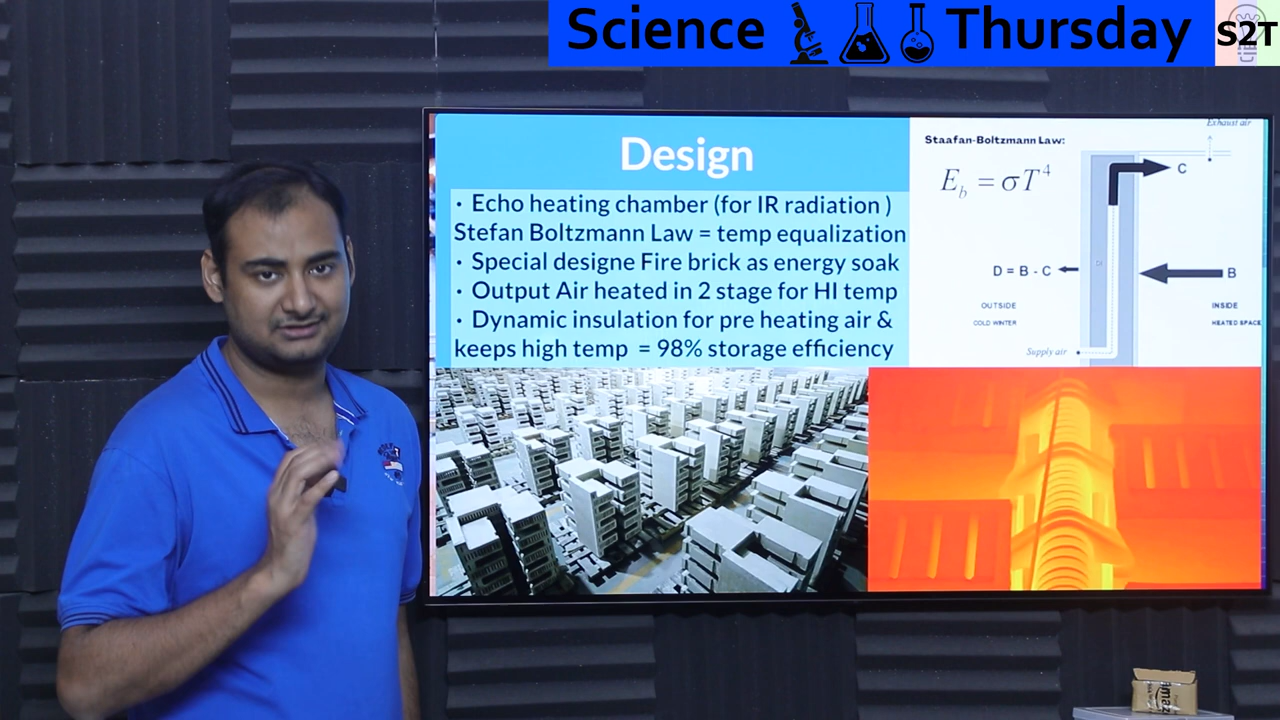 Science Thursday
S2T
Design
Staafan-Boltzmann Law:
Exhaust air
E_b = σT^4
C
• Echo heating chamber (for IR radiation )
Stefan Boltzmann Law = temp equalization
• Special designe Fire brick as energy soak
• Output Air heated in 2 stage for HI temp
• Dynamic insulation for pre heating air &
keeps high temp = 98% storage efficiency
D = B - C
B
OUTSIDE
COLD WINTER
INSIDE
HEATED SPACE
Supply air